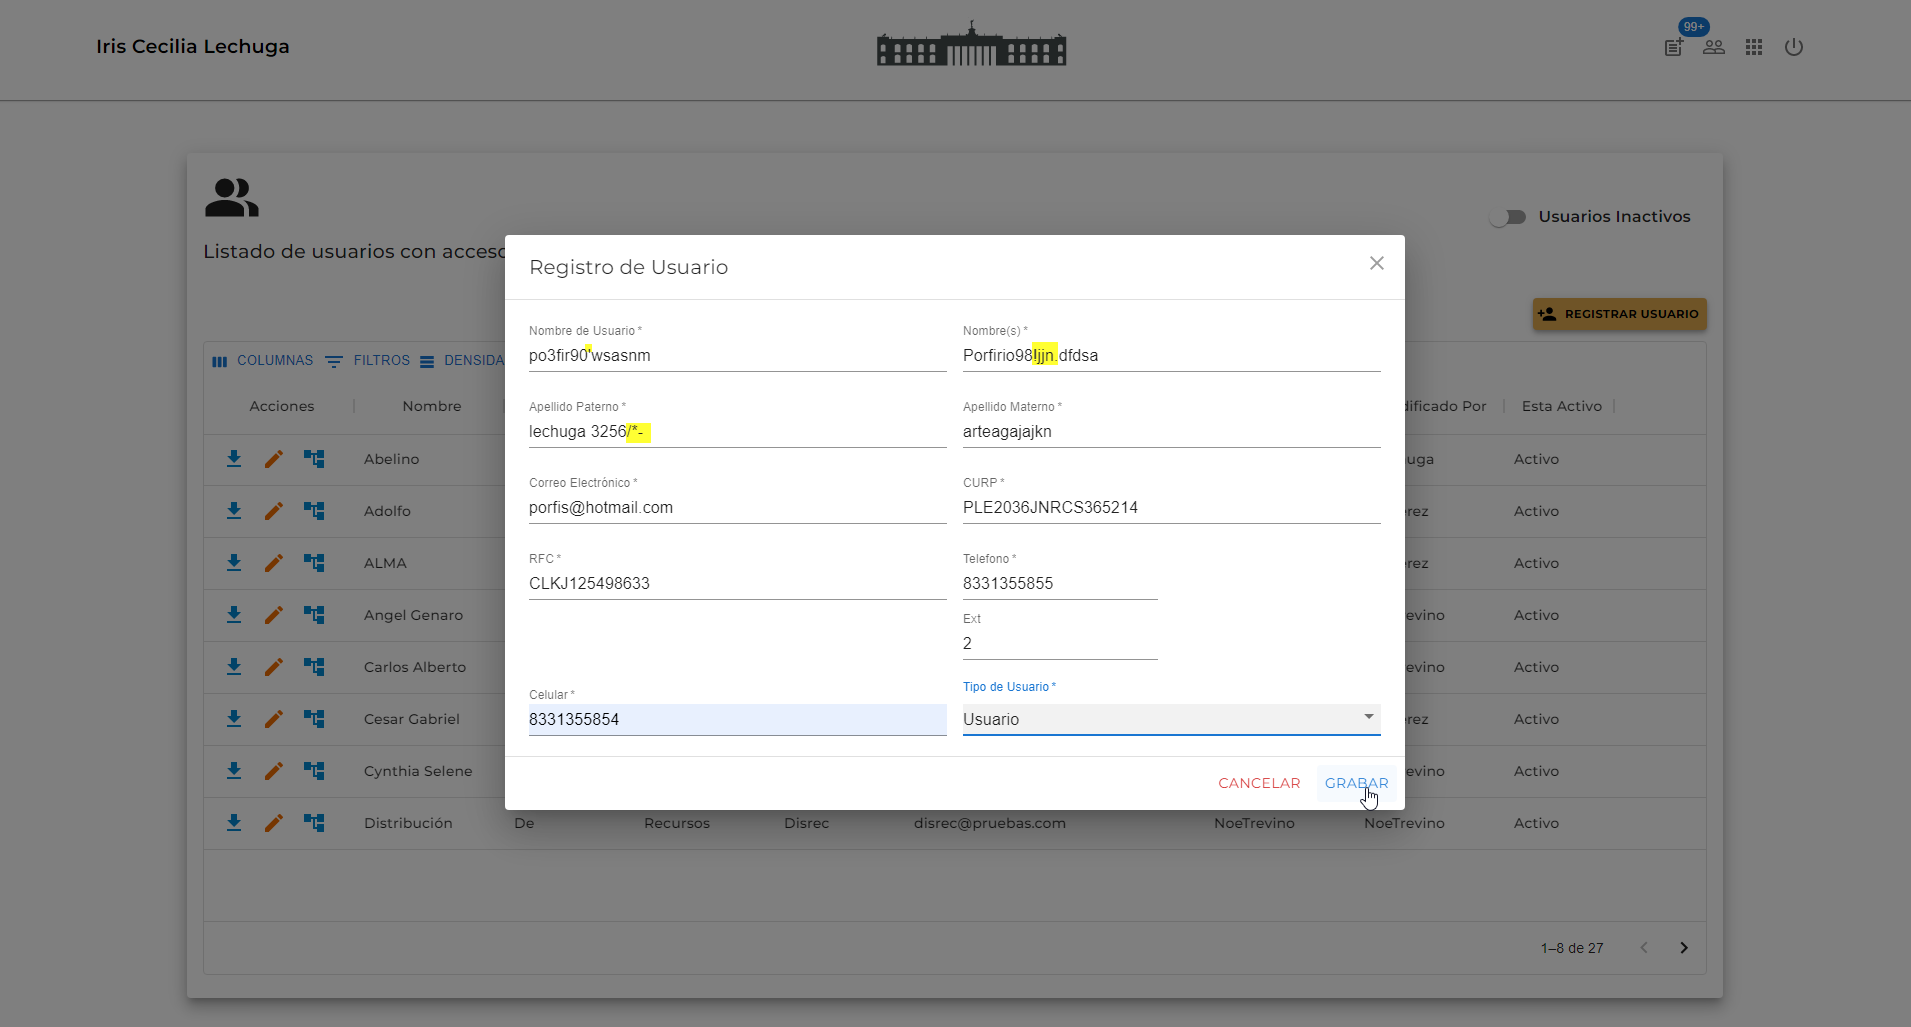 Iris Cecilia Lechuga
99+
Usuarios Inactivos
Listado de usuarios con acceso
REGISTRAR USUARIO
COLUMNAS FILTROS DENSIDA
Acciones Nombre dificado Por Esta Activo
Abelino uga Activo
Adolfo rez Activo
ALMA rez Activo
Angel Genaro evino Activo
Carlos Alberto evino Activo
Cesar Gabriel rez Activo
Cynthia Selene evino Activo
Distribución De Recursos Disrec disrec@pruebas.com NoeTrevino NoeTrevino Activo
1–8 de 27
Registro de Usuario
Nombre de Usuario * Nombre(s) *
po3fir90'wsasnm Porfirio98!jjn.dfdsa
Apellido Paterno * Apellido Materno *
lechuga 3256/*- arteagajajkn
Correo Electrónico * CURP *
porfis@hotmail.com PLE2036JNRCS365214
RFC * Telefono *
CLKJ125498633 8331355855
Ext
2
Celular * Tipo de Usuario *
8331355854 Usuario
CANCELAR GRABAR